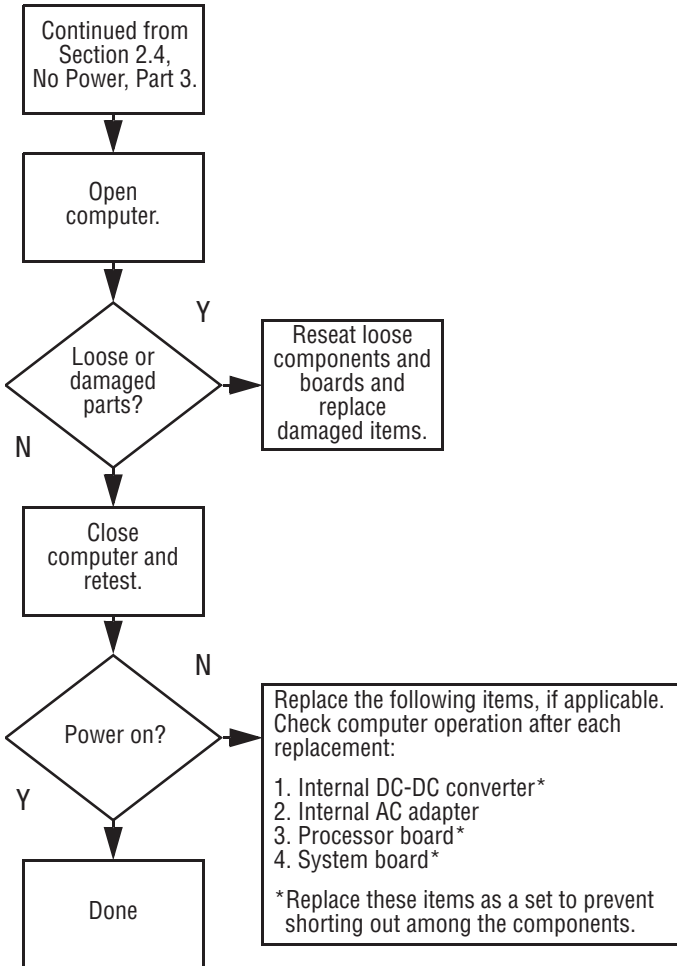 Continued from
Section 2.4,
No Power, Part 3.
Open
computer.
Y
Loose or
damaged
parts?
Reseat loose
components and
boards and
replace
damaged items.
N
Close
computer and
retest.
N
Power on?
Replace the following items, if applicable.
Check computer operation after each
replacement:
1. Internal DC-DC converter*
2. Internal AC adapter
3. Processor board*
4. System board*
*Replace these items as a set to prevent
shorting out among the components.
Y
Done